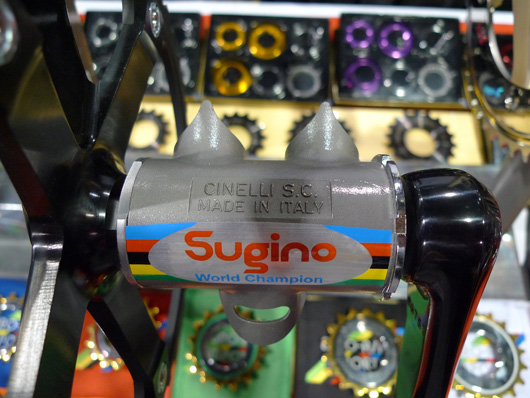 CINELLI S.C.
MADE IN ITALY
Sugino
World Champion